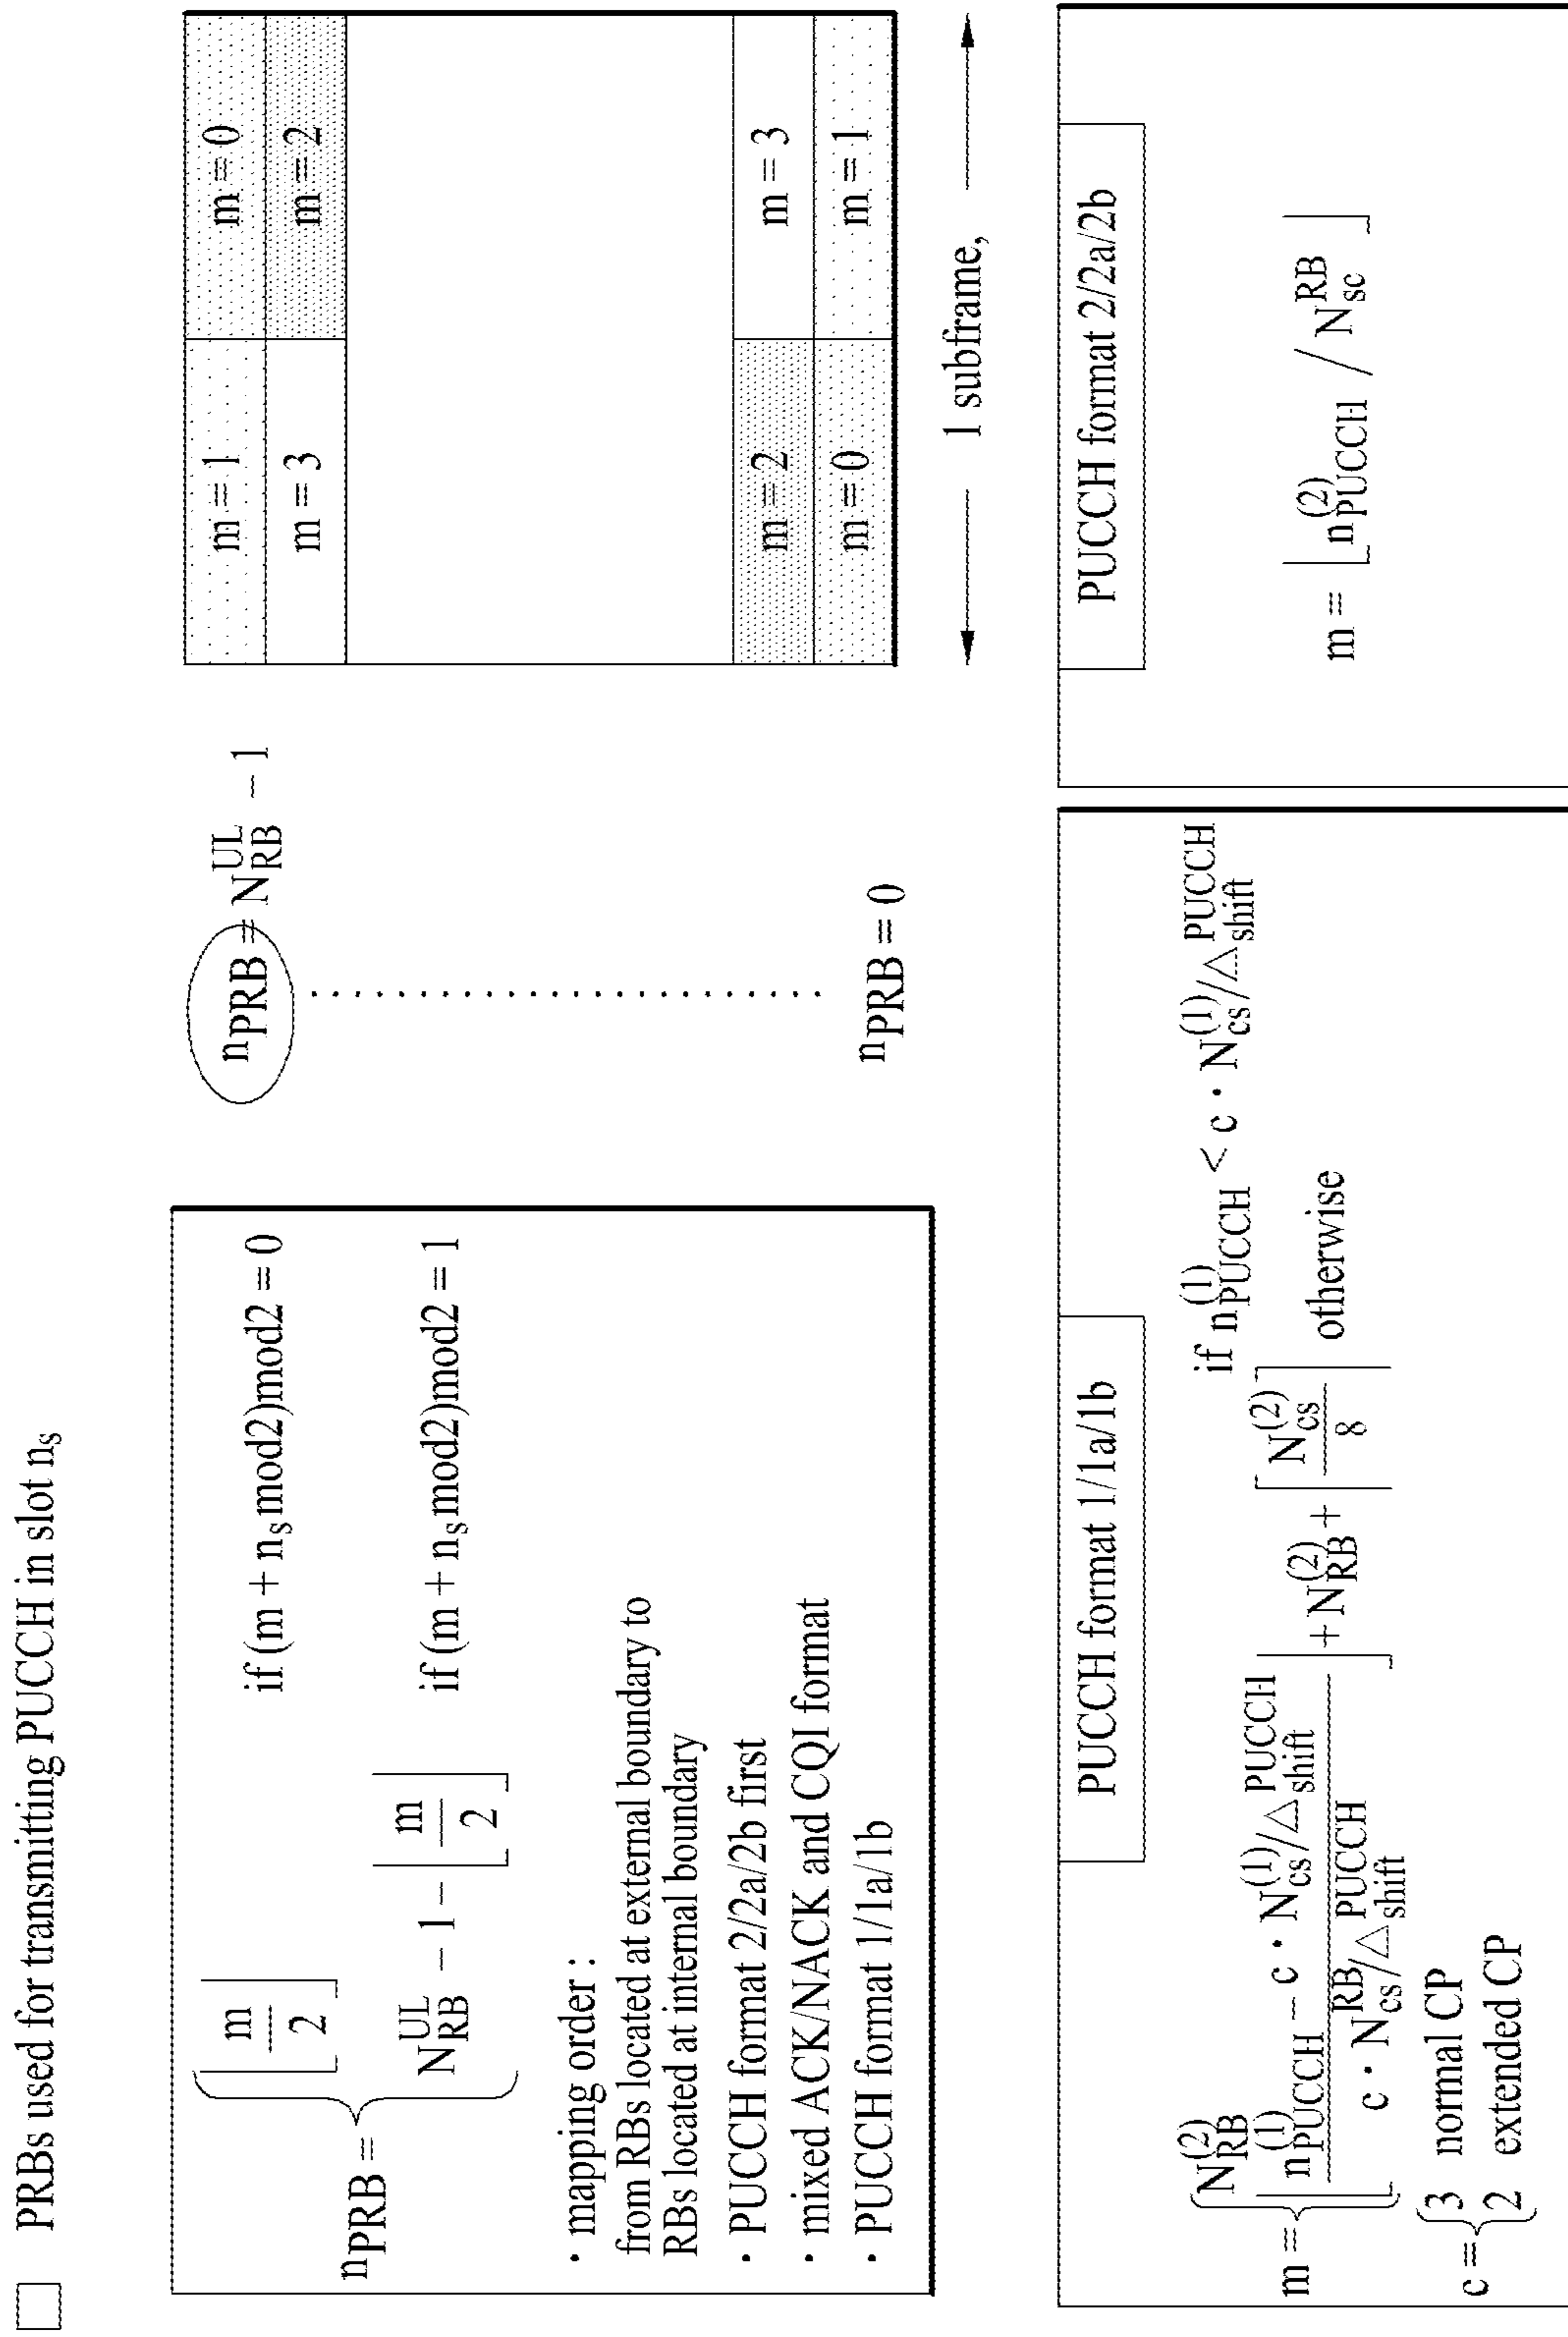 PRBs used for transmitting PUCCH in slot n_s
n_PRB = { ⌊m/2⌋ if (m + n_s mod2)mod2 = 0
N_RB^UL − 1 − ⌊m/2⌋ if (m + n_s mod2)mod2 = 1
· mapping order :
from RBs located at external boundary to
RBs located at internal boundary
· PUCCH format 2/2a/2b first
· mixed ACK/NACK and CQI format
· PUCCH format 1/1a/1b
n_PRB = N_RB^UL − 1
n_PRB = 0
m = 1 m = 0
m = 3 m = 2
m = 2 m = 3
m = 0 m = 1
1 subframe,
PUCCH format 1/1a/1b
m = { N_RB^(2) if n_PUCCH^(1) < c · N_cs^(1)/△_shift^PUCCH
⌊(n_PUCCH^(1) − c · N_cs^(1)/△_shift^PUCCH) / (c · N_cs^RB/△_shift^PUCCH)⌋ + N_RB^(2) + ⌈N_cs^(2)/8⌉ otherwise
c = { 3 normal CP
2 extended CP
PUCCH format 2/2a/2b
m = ⌊n_PUCCH^(2) / N_sc^RB⌋